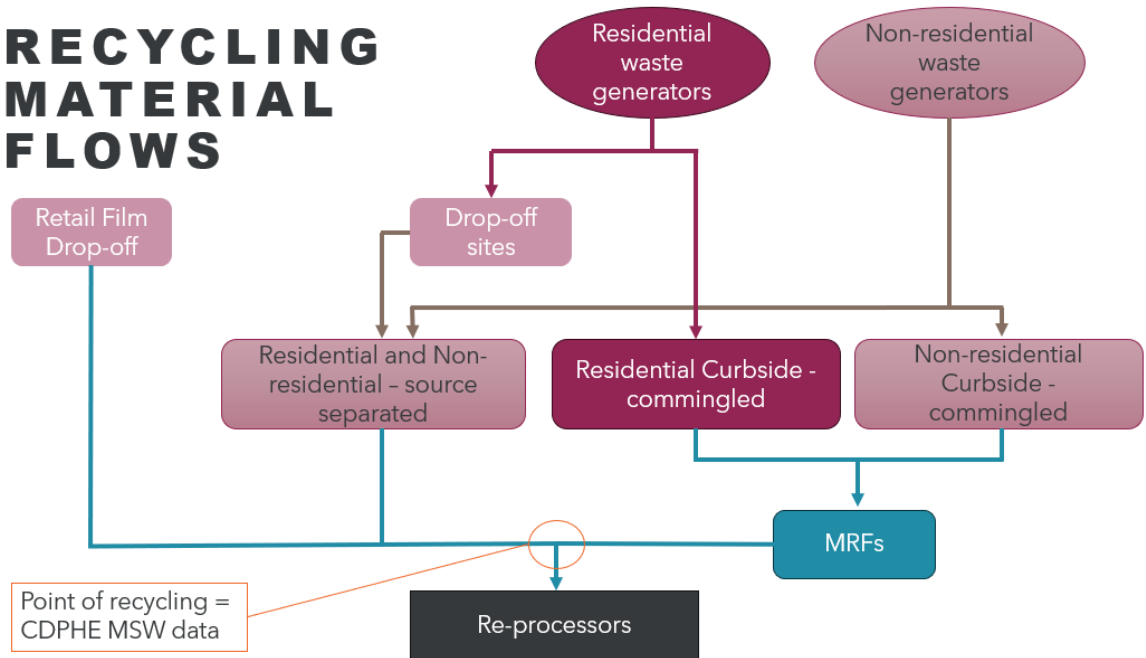 RECYCLING
MATERIAL
FLOWS
Residential
waste
generators
Non-residential
waste
generators
Retail Film
Drop-off
Drop-off
sites
Residential and Non-
residential – source
separated
Residential Curbside -
commingled
Non-residential
Curbside -
commingled
MRFs
Point of recycling =
CDPHE MSW data
Re-processors